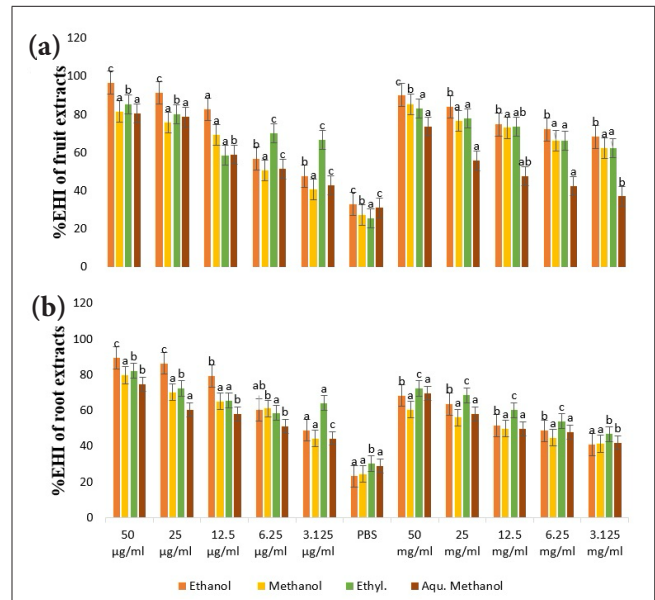 (a)
%EHI of fruit extracts
120
100
80
60
40
20
0
c a b a
c a b a
a a b b
b b c c
b a c c
c b a c
c b a a
b a a b
b a ab ab
b a a a
b a a b
(b)
%EHI of root extracts
120
100
80
60
40
20
0
c a b b
c a b a
b a a b
ab b a b
b a a c
a a b a
b a c a
b a c a
b a c a
b a c a
a a b b
50 µg/ml
25 µg/ml
12.5 µg/ml
6.25 µg/ml
3.125 µg/ml
PBS
50 mg/ml
25 mg/ml
12.5 mg/ml
6.25 mg/ml
3.125 mg/ml
Ethanol Methanol Ethyl. Aqu. Methanol